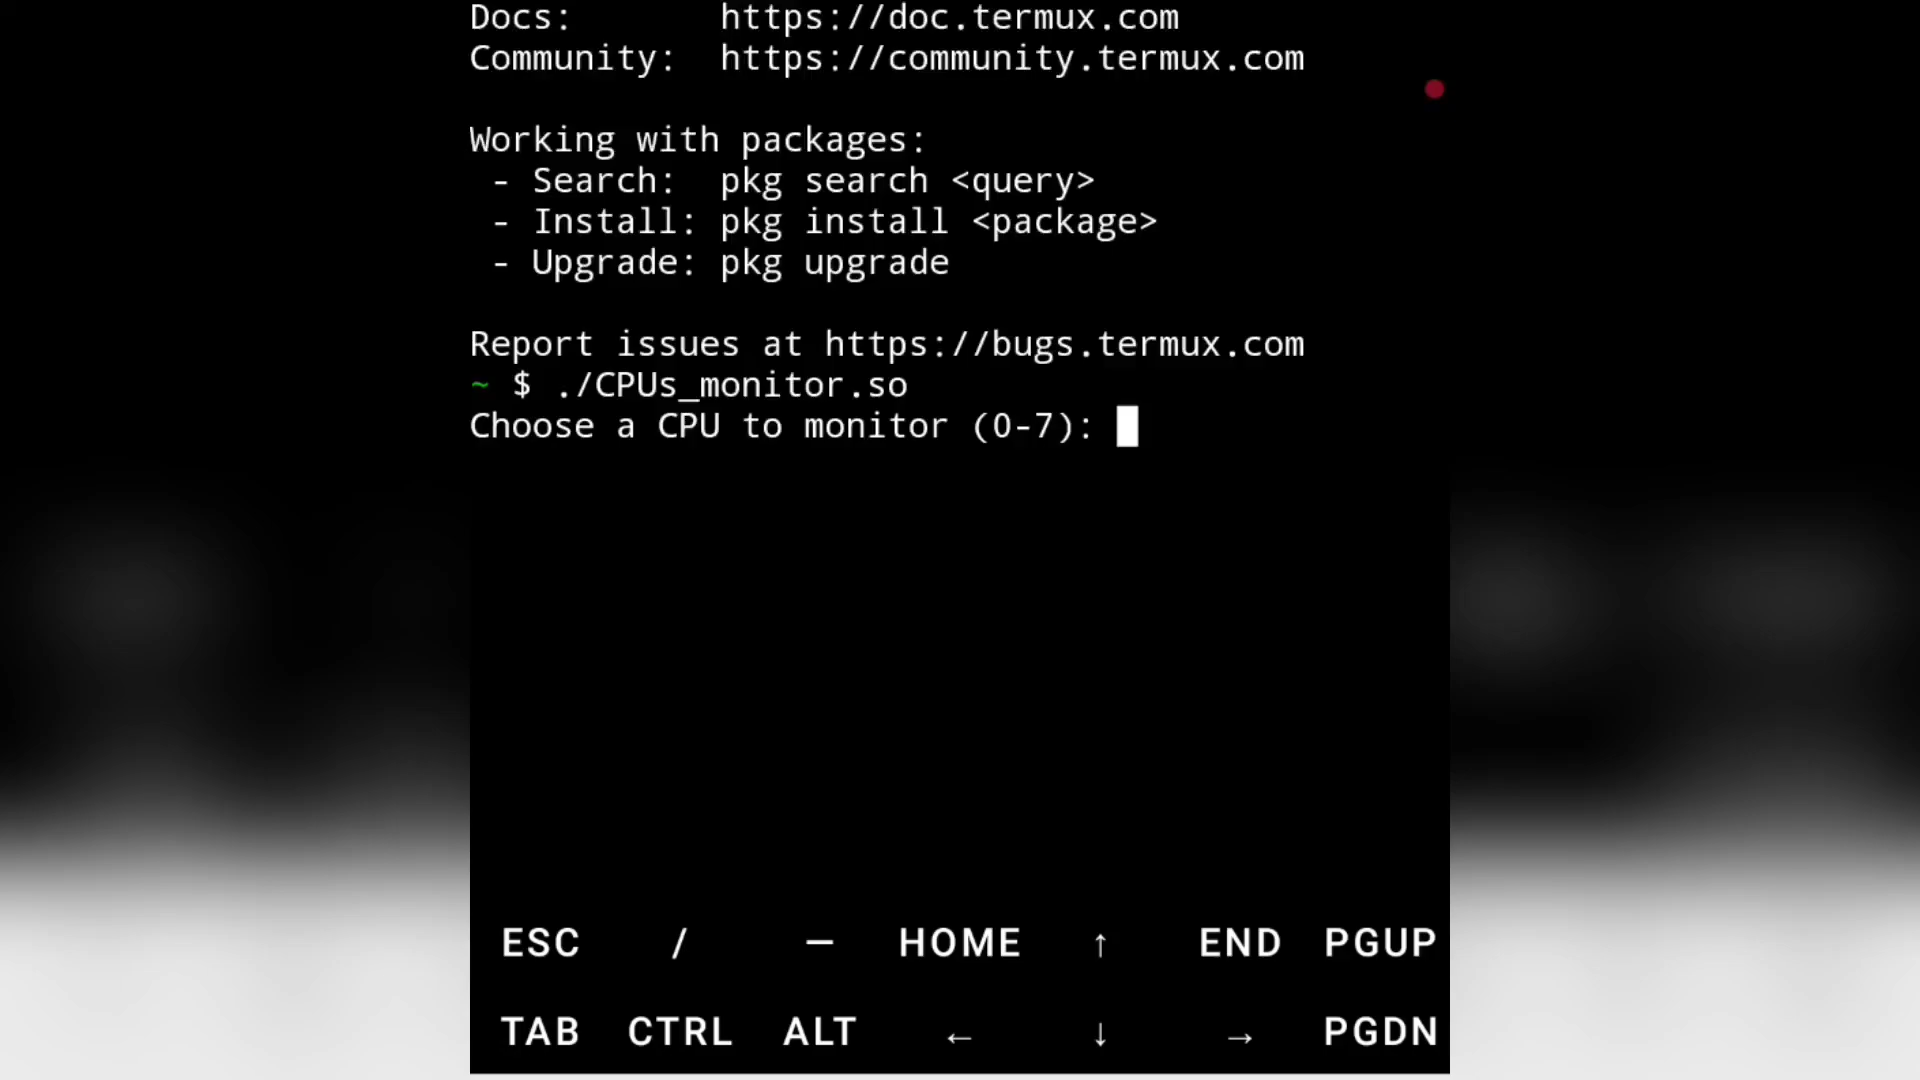 Docs:       https://doc.termux.com
Community:  https://community.termux.com
Working with packages:
 - Search:  pkg search <query>
 - Install: pkg install <package>
 - Upgrade: pkg upgrade
Report issues at https://bugs.termux.com
~ $ ./CPUs_monitor.so
Choose a CPU to monitor (0-7):
ESC / — HOME ↑ END PGUP
TAB CTRL ALT ← ↓ → PGDN